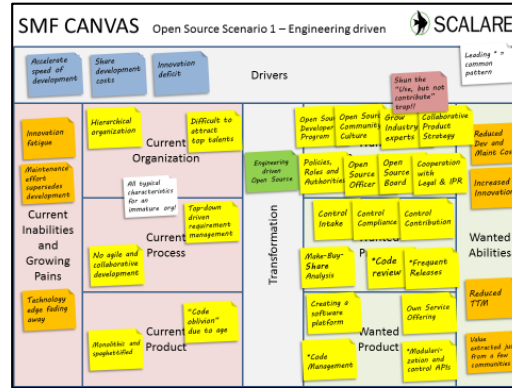 SMF CANVAS Open Source Scenario 1 – Engineering driven
SCALARE
Accelerate
speed of
development
Share
development
costs
Innovation
deficit
Drivers
Shun the
"Use, but not
contribute"
trap!!
Leading * =
common
pattern
Innovation
fatigue
Maintenance
effort
supersedes
development
Current
Inabilities
and
Growing
Pains
Technology
edge fading
away
Hierarchical
organization
Difficult to
attract
top talents
Current
Organization
All typical
characteristics
for an
immature org!
Top-down
driven
requirement
management
Current
Process
No agile and
collaborative
development
"Code
oblivion"
due to age
Current
Product
Monolithic and
spaghettified
Engineering
driven
Open Source
Transformation
Open Source
Developer
Program
Open Source
Community
Culture
Grow
Industry
experts
Collaborative
Product
Strategy
Policies,
Roles and
Authorities
Open
Source
Officer
Open
Source
Board
Cooperation
with
Legal & IPR
Control
Intake
Control
Compliance
Control
Contribution
Make-Buy-
Share
Analysis
*Code
review
*Frequent
Releases
Creating a
software
platform
Own Service
Offering
Wanted
Product
*Code
Management
*Modulari-
zation and
control APIs
Reduced
Dev and
Maint Cost
Increased
Innovation
Wanted
Abilities
Reduced
TTM
Value
extracted just
from a few
communities